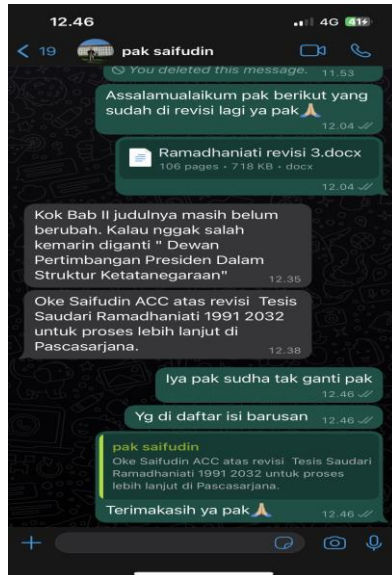 12.46
4G 41
19 pak saifudin
You deleted this message. 11.53
Assalamualaikum pak berikut yang
sudah di revisi lagi ya pak
12.04
Ramadhaniati revisi 3.docx
106 pages • 718 KB • docx
12.04
Kok Bab II judulnya masih belum
berubah. Kalau nggak salah
kemarin diganti " Dewan
Pertimbangan Presiden Dalam
Struktur Ketatanegaraan"
12.35
Oke Saifudin ACC atas revisi Tesis
Saudari Ramadhaniati 1991 2032
untuk proses lebih lanjut di
Pascasarjana.
12.38
Iya pak sudha tak ganti pak
12.46
Yg di daftar isi barusan 12.46
pak saifudin
Oke Saifudin ACC atas revisi Tesis Saudari
Ramadhaniati 1991 2032 untuk proses
lebih lanjut di Pascasarjana.
Terimakasih ya pak 12.46